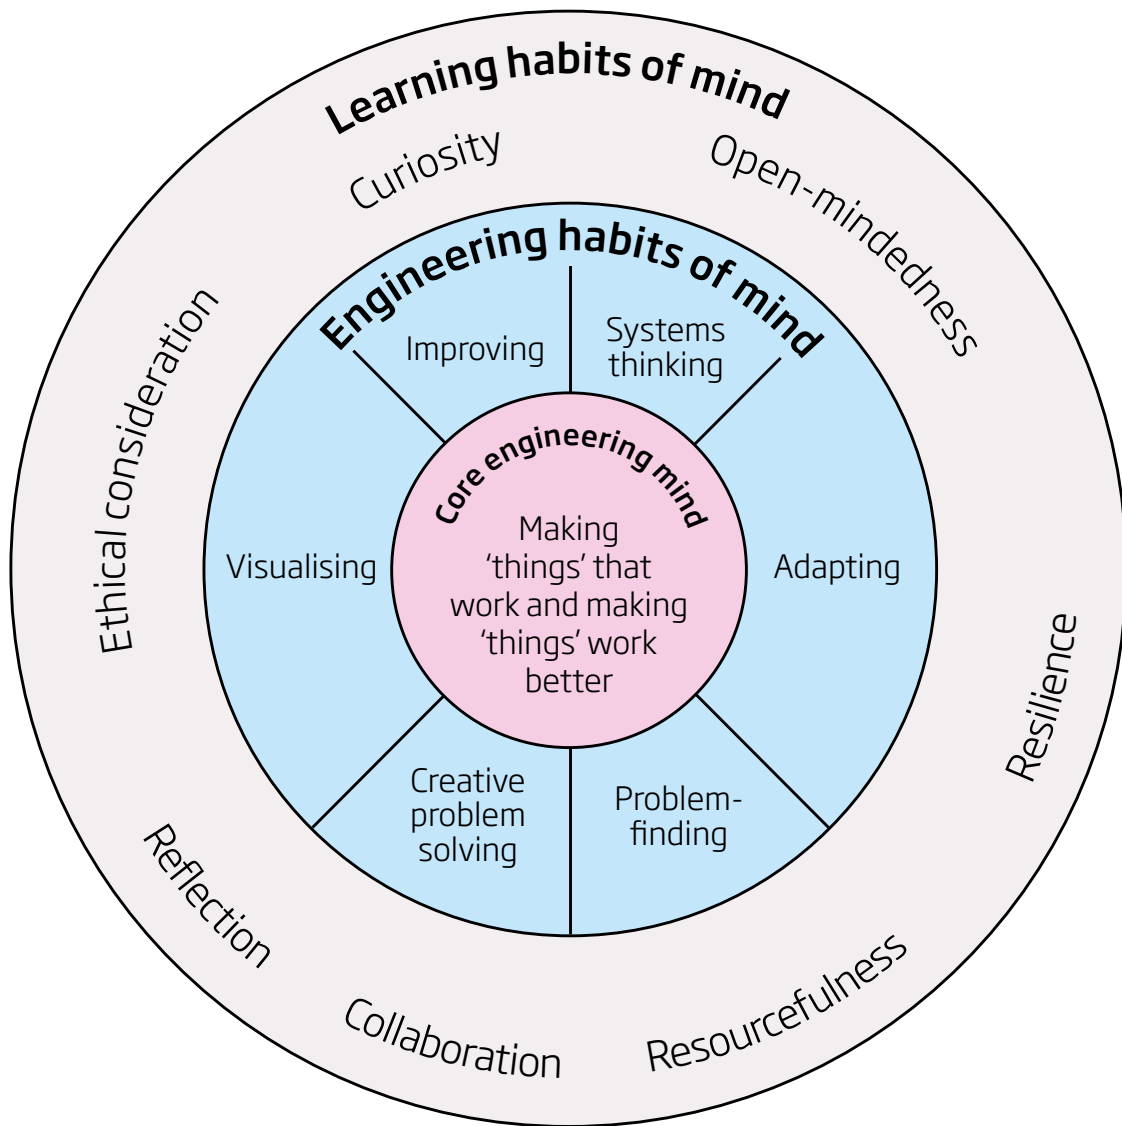 Learning habits of mind
Curiosity
Open-mindedness
Resilience
Resourcefulness
Collaboration
Reflection
Ethical consideration
Engineering habits of mind
Improving
Systems
thinking
Adapting
Problem-
finding
Creative
problem
solving
Visualising
Core engineering mind
Making
‘things’ that
work and making
‘things’ work
better